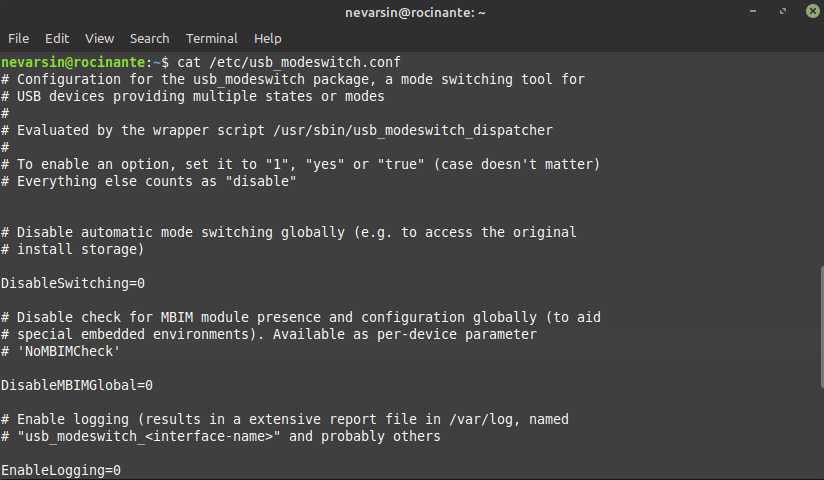 nevarsin@rocinante: ~
File Edit View Search Terminal Help
nevarsin@rocinante:~$ cat /etc/usb_modeswitch.conf
# Configuration for the usb_modeswitch package, a mode switching tool for
# USB devices providing multiple states or modes
#
# Evaluated by the wrapper script /usr/sbin/usb_modeswitch_dispatcher
#
# To enable an option, set it to "1", "yes" or "true" (case doesn't matter)
# Everything else counts as "disable"
# Disable automatic mode switching globally (e.g. to access the original
# install storage)
DisableSwitching=0
# Disable check for MBIM module presence and configuration globally (to aid
# special embedded environments). Available as per-device parameter
# 'NoMBIMCheck'
DisableMBIMGlobal=0
# Enable logging (results in a extensive report file in /var/log, named
# "usb_modeswitch_<interface-name>" and probably others
EnableLogging=0